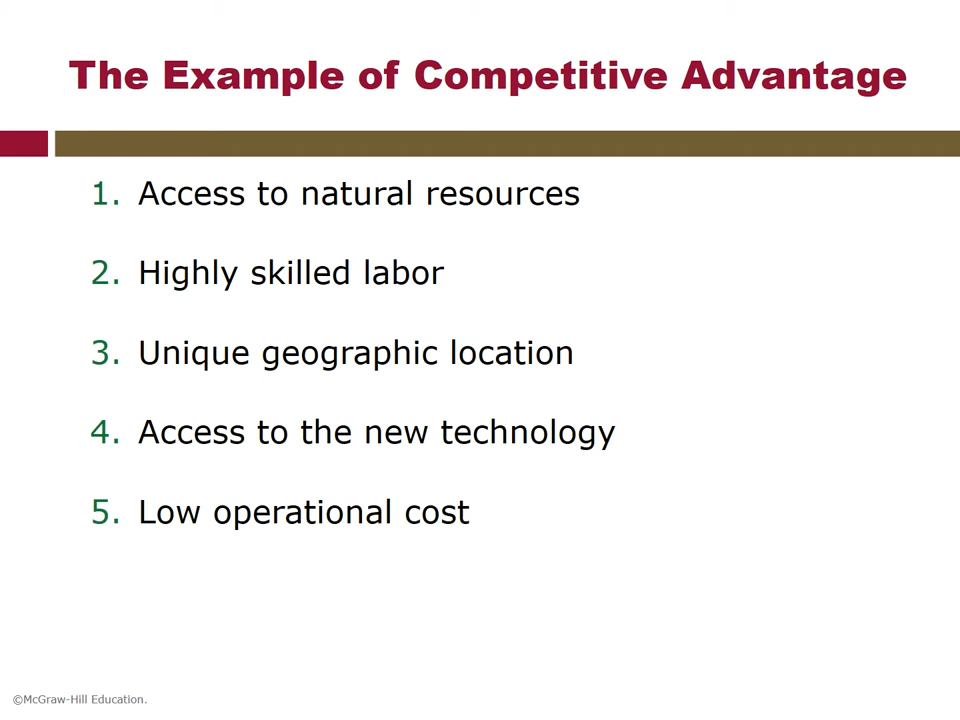 The Example of Competitive Advantage
1. Access to natural resources
2. Highly skilled labor
3. Unique geographic location
4. Access to the new technology
5. Low operational cost
©McGraw-Hill Education.